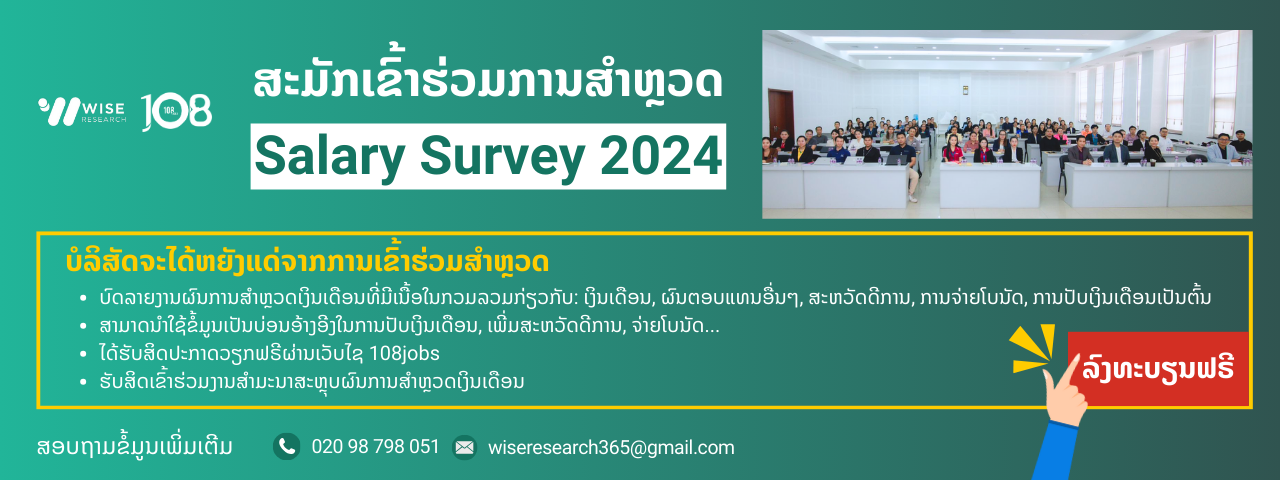 WISE
RESEARCH
108
ສະມັກເຂົ້າຮ່ວມການສຳຫຼວດ
Salary Survey 2024
ບໍລິສັດຈະໄດ້ຫຍັງແດ່ຈາກການເຂົ້າຮ່ວມສຳຫຼວດ
• ບົດລາຍງານຜົນການສຳຫຼວດເງິນເດືອນທີ່ມີເນື້ອໃນກວມລວມກ່ຽວກັບ: ເງິນເດືອນ, ຜົນຕອບແທນອື່ນໆ, ສະຫວັດດີການ, ການຈ່າຍໂບນັດ, ການປັບເງິນເດືອນເປັນຕົ້ນ
• ສາມາດນຳໃຊ້ຂໍ້ມູນເປັນບ່ອນອ້າງອີງໃນການປັບເງິນເດືອນ, ເພີ່ມສະຫວັດດີການ, ຈ່າຍໂບນັດ...
• ໄດ້ຮັບສິດປະກາດວຽກຟຣີຜ່ານເວັບໄຊ 108jobs
• ຮັບສິດເຂົ້າຮ່ວມງານສຳມະນາສະຫຼຸບຜົນການສຳຫຼວດເງິນເດືອນ
ລົງທະບຽນຟຣີ
ສອບຖາມຂໍ້ມູນເພີ່ມເຕີມ 020 98 798 051 wiseresearch365@gmail.com